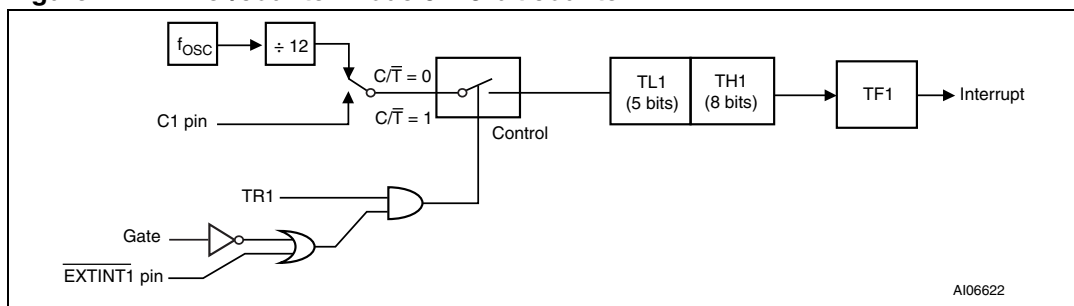 fOSC
÷ 12
C/T̅ = 0
C/T̅ = 1
C1 pin
Control
TL1
(5 bits)
TH1
(8 bits)
TF1
Interrupt
TR1
Gate
E̅X̅T̅I̅N̅T̅1̅ pin
AI06622